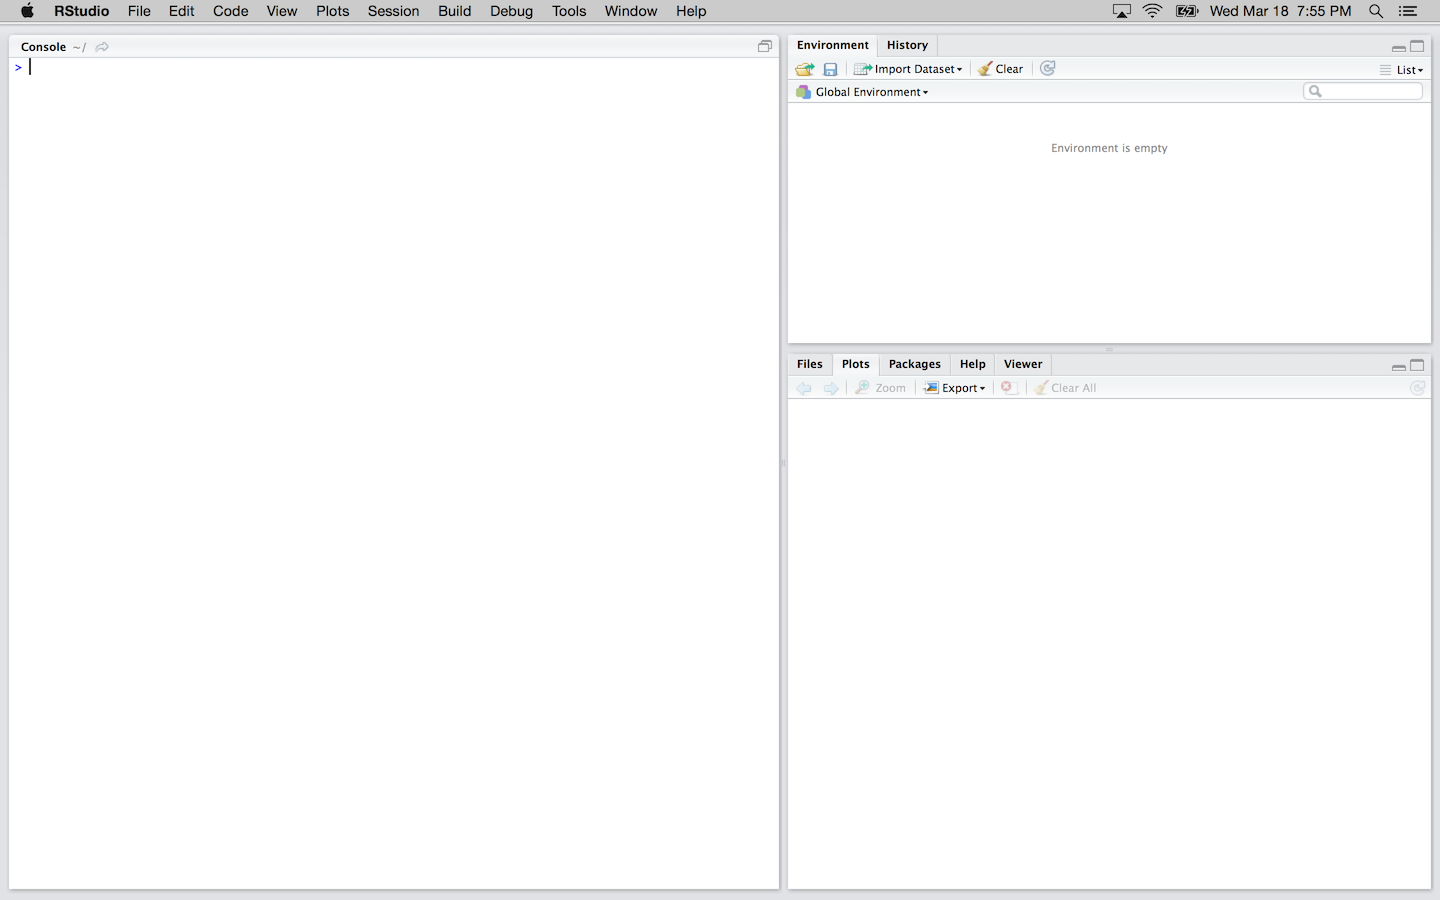 RStudio File Edit Code View Plots Session Build Debug Tools Window Help Wed Mar 18 7:55 PM
Console ~/
>
Environment History
Import Dataset Clear List
Global Environment
Environment is empty
Files Plots Packages Help Viewer
Zoom Export Clear All